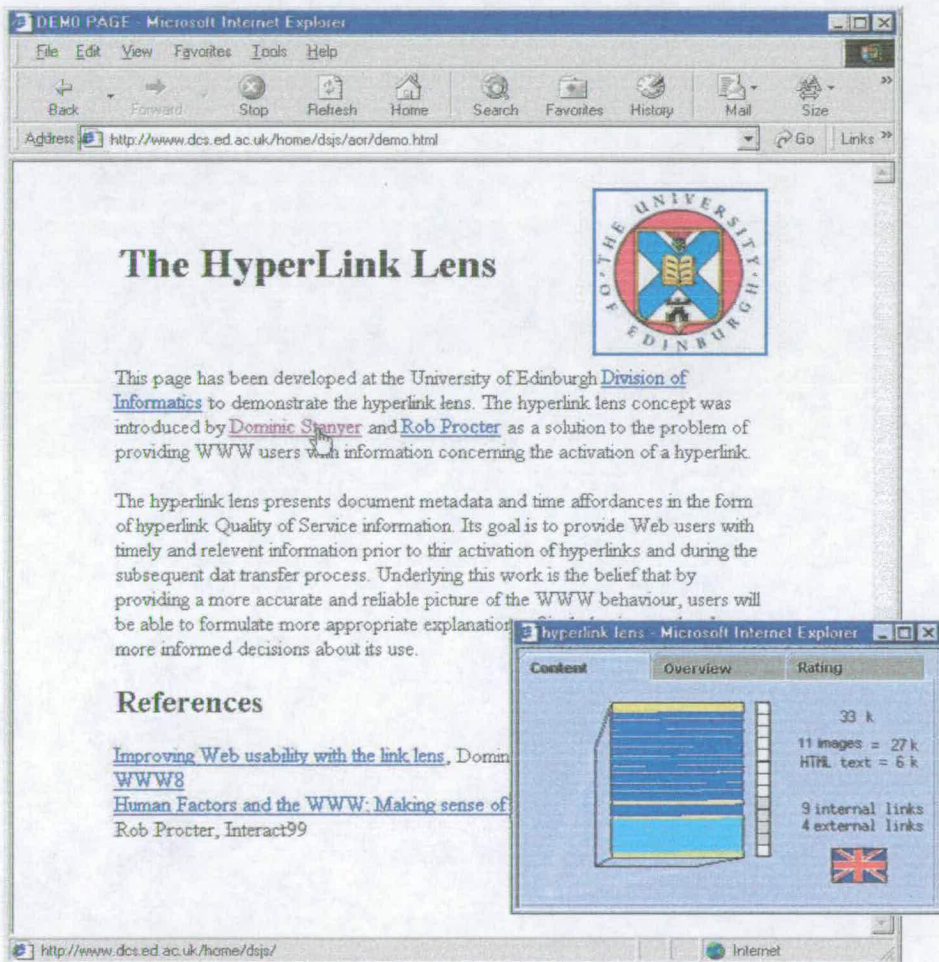 DEMO PAGE - Microsoft Internet Explorer
File Edit View Favorites Tools Help
Back Forward Stop Refresh Home Search Favorites History Mail Size »
Address http://www.dcs.ed.ac.uk/home/dsjs/aor/demo.html Go Links »
The HyperLink Lens
THE UNIVERSITY OF EDINBURGH
This page has been developed at the University of Edinburgh Division of
Informatics to demonstrate the hyperlink lens. The hyperlink lens concept was
introduced by Dominic Stanyer and Rob Procter as a solution to the problem of
providing WWW users with information concerning the activation of a hyperlink.
The hyperlink lens presents document metadata and time affordances in the form
of hyperlink Quality of Service information. Its goal is to provide Web users with
timely and relevent information prior to thir activation of hyperlinks and during the
subsequent dat transfer process. Underlying this work is the belief that by
providing a more accurate and reliable picture of the WWW behaviour, users will
be able to formulate more appropriate explanation
more informed decisions about its use.
References
Improving Web usability with the link lens, Domin
WWW8
Human Factors and the WWW: Making sense of
Rob Procter, Interact99
hyperlink lens - Microsoft Internet Explorer
Content Overview Rating
33 k
11 images = 27 k
HTML text = 6 k
9 internal links
4 external links
http://www.dcs.ed.ac.uk/home/dsjs/
Internet